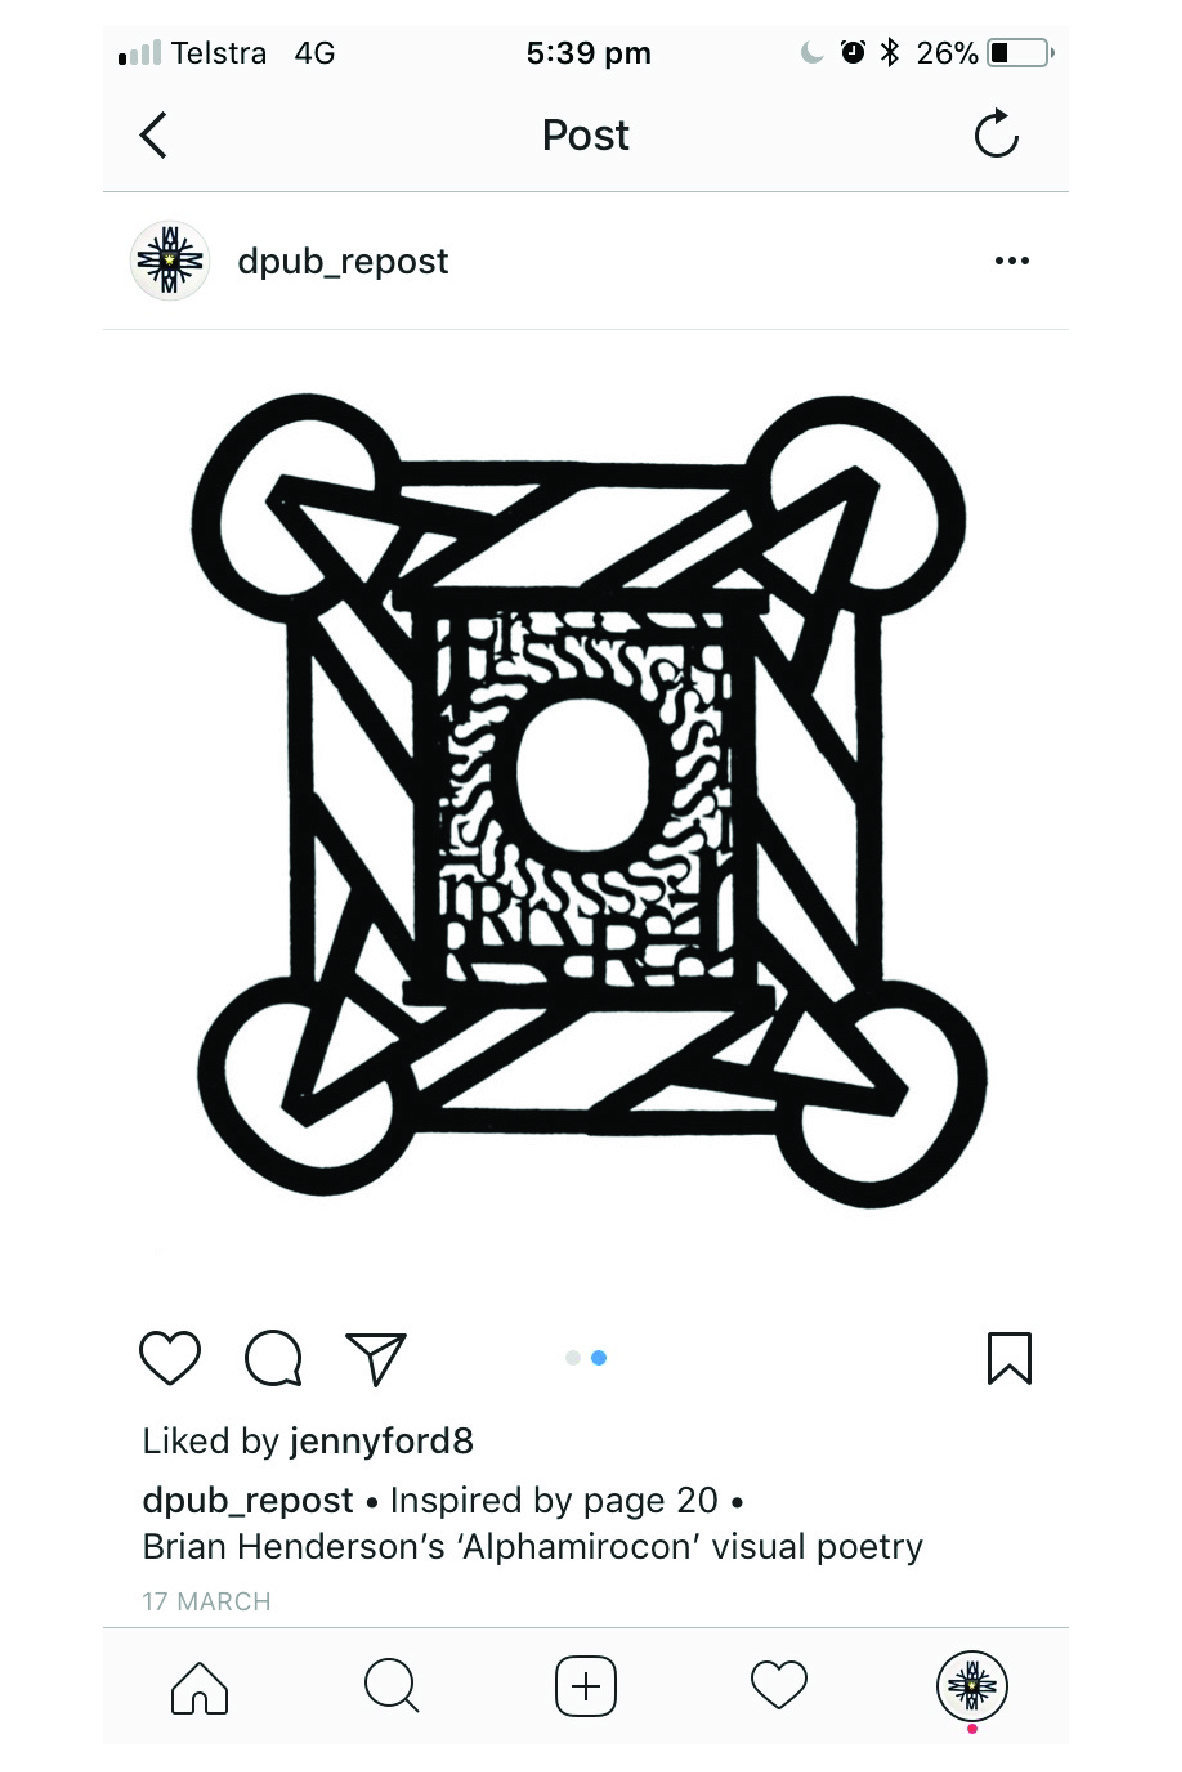 Telstra 4G 5:39 pm 26%
Post
dpub_repost
Liked by jennyford8
dpub_repost • Inspired by page 20 •
Brian Henderson's 'Alphamirocon' visual poetry
17 MARCH